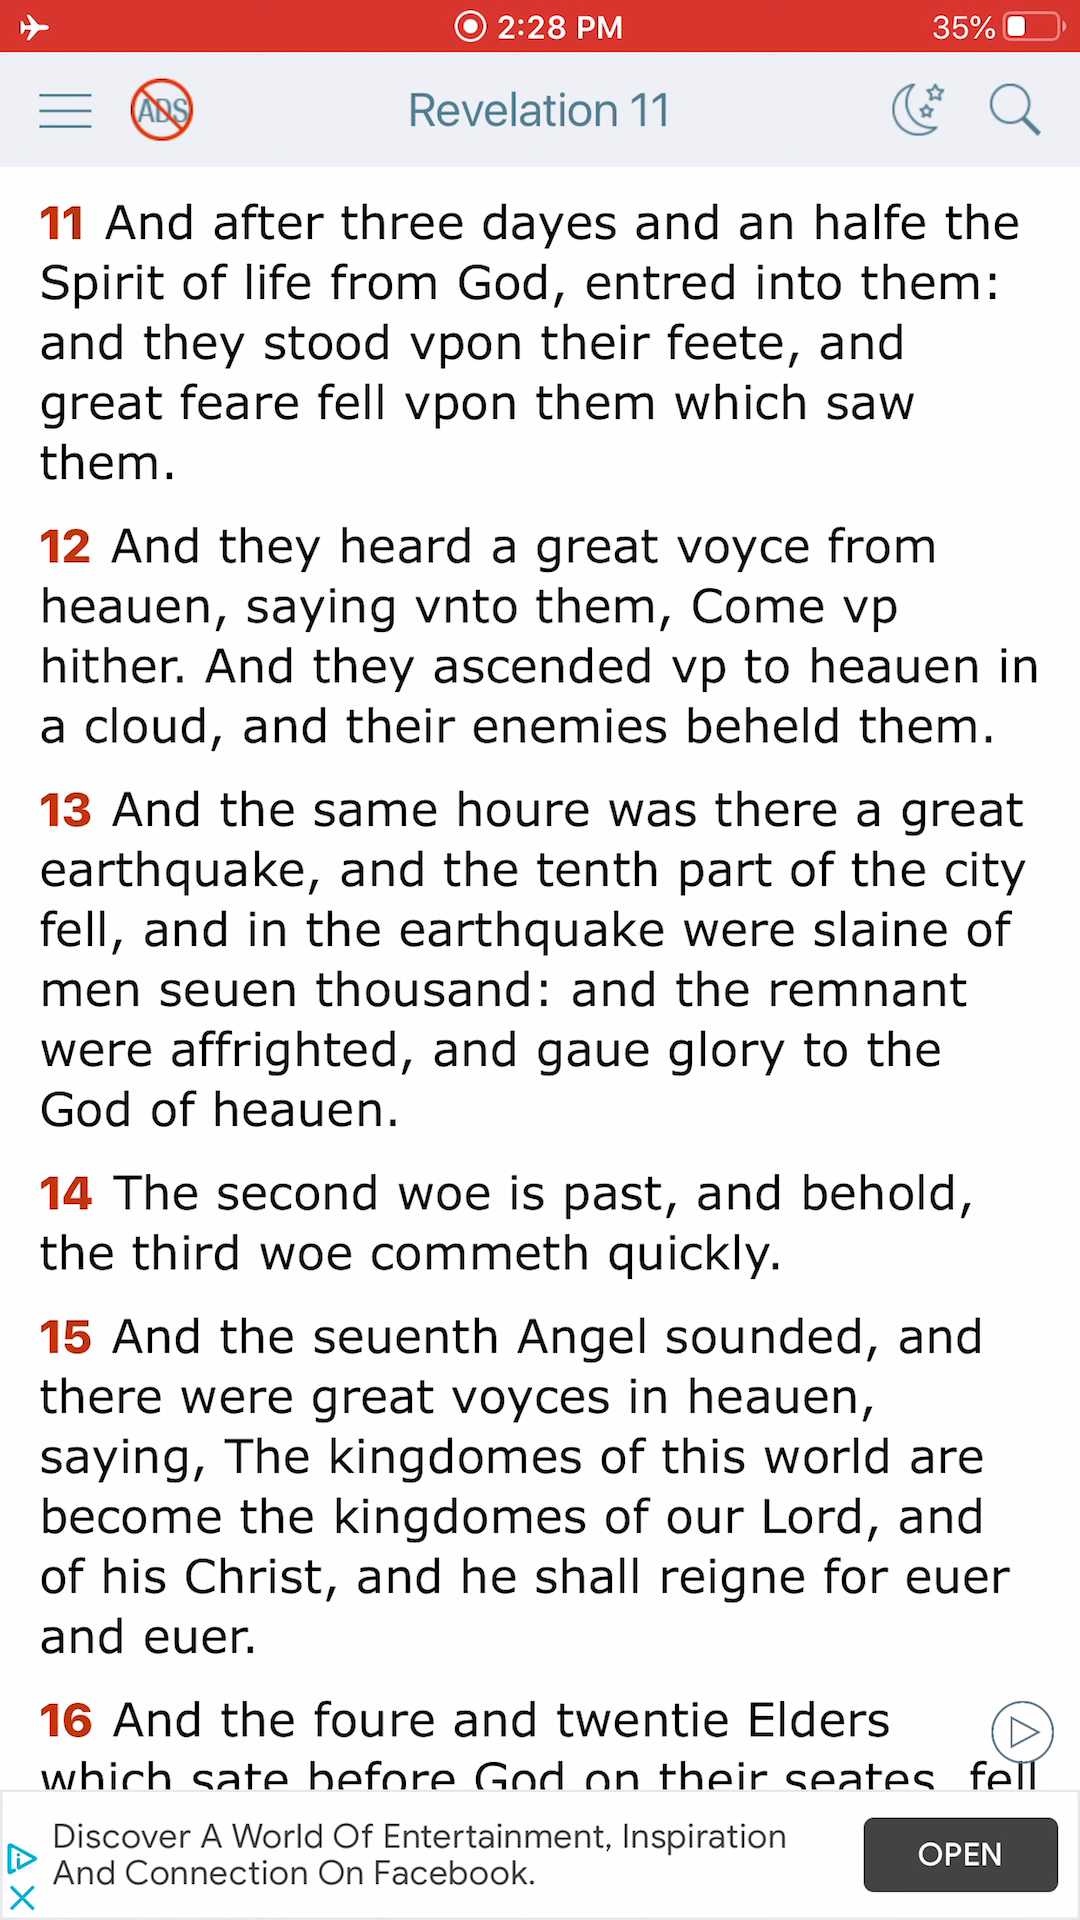 2:28 PM
35%
ADS
Revelation 11
11 And after three dayes and an halfe the
Spirit of life from God, entred into them:
and they stood vpon their feete, and
great feare fell vpon them which saw
them.
12 And they heard a great voyce from
heauen, saying vnto them, Come vp
hither. And they ascended vp to heauen in
a cloud, and their enemies beheld them.
13 And the same houre was there a great
earthquake, and the tenth part of the city
fell, and in the earthquake were slaine of
men seuen thousand: and the remnant
were affrighted, and gaue glory to the
God of heauen.
14 The second woe is past, and behold,
the third woe commeth quickly.
15 And the seuenth Angel sounded, and
there were great voyces in heauen,
saying, The kingdomes of this world are
become the kingdomes of our Lord, and
of his Christ, and he shall reigne for euer
and euer.
16 And the foure and twentie Elders
which sate before God on their seates, fell
Discover A World Of Entertainment, Inspiration
And Connection On Facebook.
OPEN